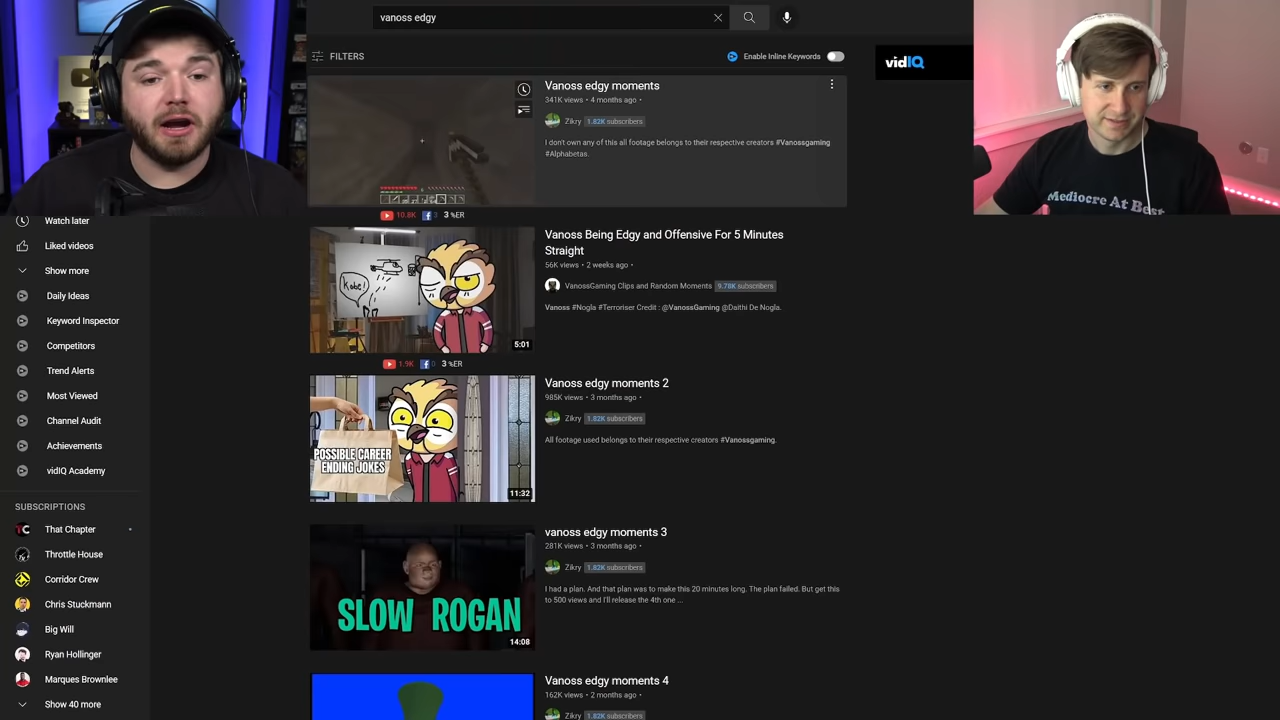 vanoss edgy
FILTERS
Enable Inline Keywords
vidIQ
Mediocre At Best
Vanoss edgy moments
341K views • 4 months ago •
Zikry 1.82K subscribers
I don't own any of this all footage belongs to their respective creators #Vanossgaming
#Alphabetas.
10.8K 3 3 %ER
Vanoss Being Edgy and Offensive For 5 Minutes
Straight
56K views • 2 weeks ago •
VanossGaming Clips and Random Moments 9.78K subscribers
Vanoss #Nogla #Terroriser Credit : @VanossGaming @Daithi De Nogla.
Kobe!
5:01
1.9K 0 3 %ER
Vanoss edgy moments 2
985K views • 3 months ago •
Zikry 1.82K subscribers
All footage used belongs to their respective creators #Vanossgaming.
POSSIBLE CAREER
ENDING JOKES
11:32
vanoss edgy moments 3
281K views • 3 months ago •
Zikry 1.82K subscribers
I had a plan. And that plan was to make this 20 minutes long. The plan failed. But get this
to 500 views and I'll release the 4th one ...
SLOW ROGAN
14:08
Vanoss edgy moments 4
162K views • 2 months ago •
Zikry 1.82K subscribers
Watch later
Liked videos
Show more
Daily Ideas
Keyword Inspector
Competitors
Trend Alerts
Most Viewed
Channel Audit
Achievements
vidIQ Academy
SUBSCRIPTIONS
That Chapter
Throttle House
Corridor Crew
Chris Stuckmann
Big Will
Ryan Hollinger
Marques Brownlee
Show 40 more